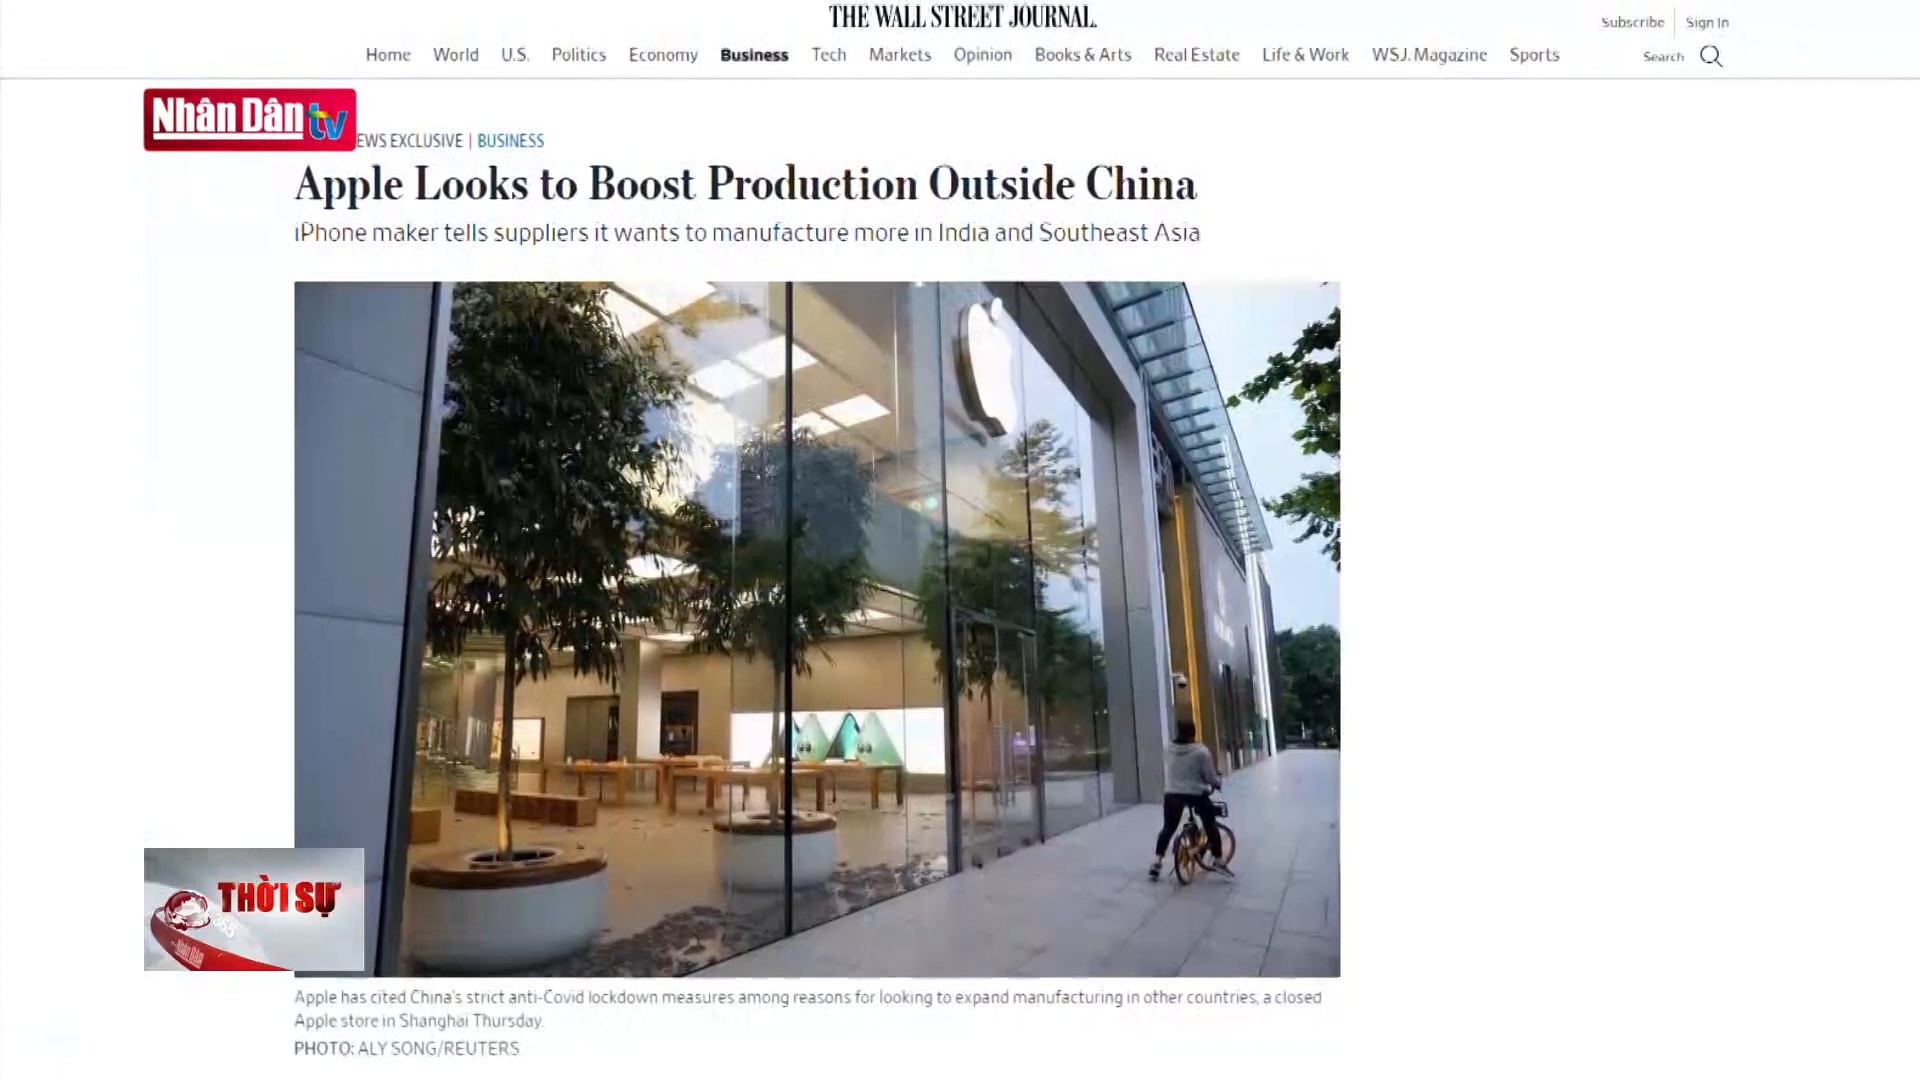 THE WALL STREET JOURNAL.
Subscribe Sign In
Home World U.S. Politics Economy Business Tech Markets Opinion Books & Arts Real Estate Life & Work WSJ. Magazine Sports Search
Nhân Dân tv
EWS EXCLUSIVE | BUSINESS
Apple Looks to Boost Production Outside China
iPhone maker tells suppliers it wants to manufacture more in India and Southeast Asia
THỜI SỰ
365
Nhân Dân
Apple has cited China's strict anti-Covid lockdown measures among reasons for looking to expand manufacturing in other countries; a closed
Apple store in Shanghai Thursday.
PHOTO: ALY SONG/REUTERS